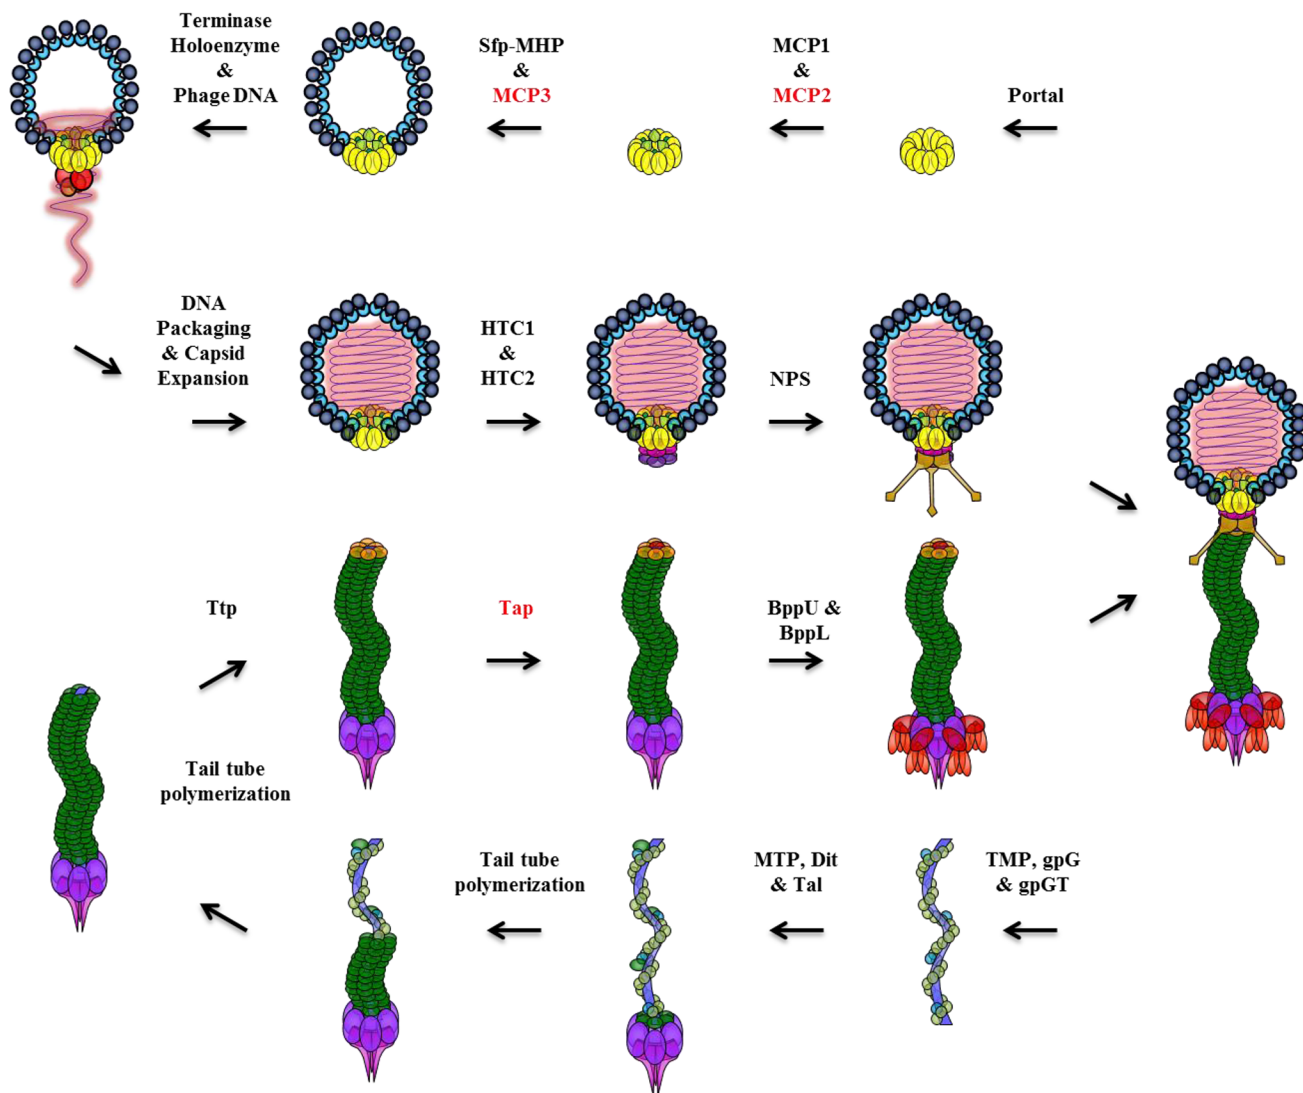 Terminase
Holoenzyme
&
Phage DNA
Sfp-MHP
&
MCP3
MCP1
&
MCP2
Portal
DNA
Packaging
& Capsid
Expansion
HTC1
&
HTC2
NPS
Ttp
Tap
BppU &
BppL
Tail tube
polymerization
Tail tube
polymerization
MTP, Dit
& Tal
TMP, gpG
& gpGT